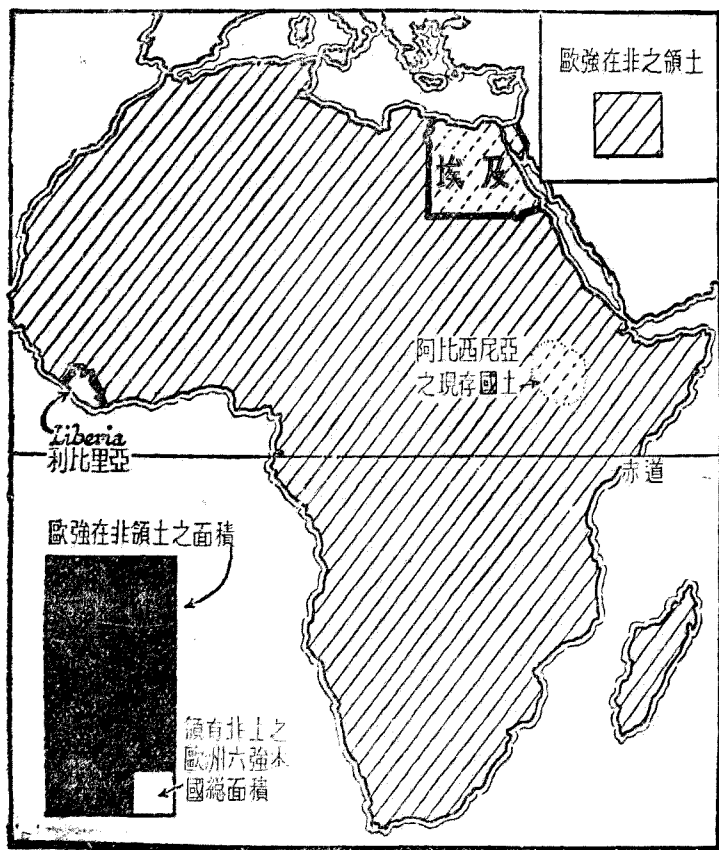 歐強在非之領土
埃及
阿比西尼亞
之現存國土
Liberia
利比里亞
赤道
歐強在非領土之面積
領有非土之
歐洲六強本
國總面積